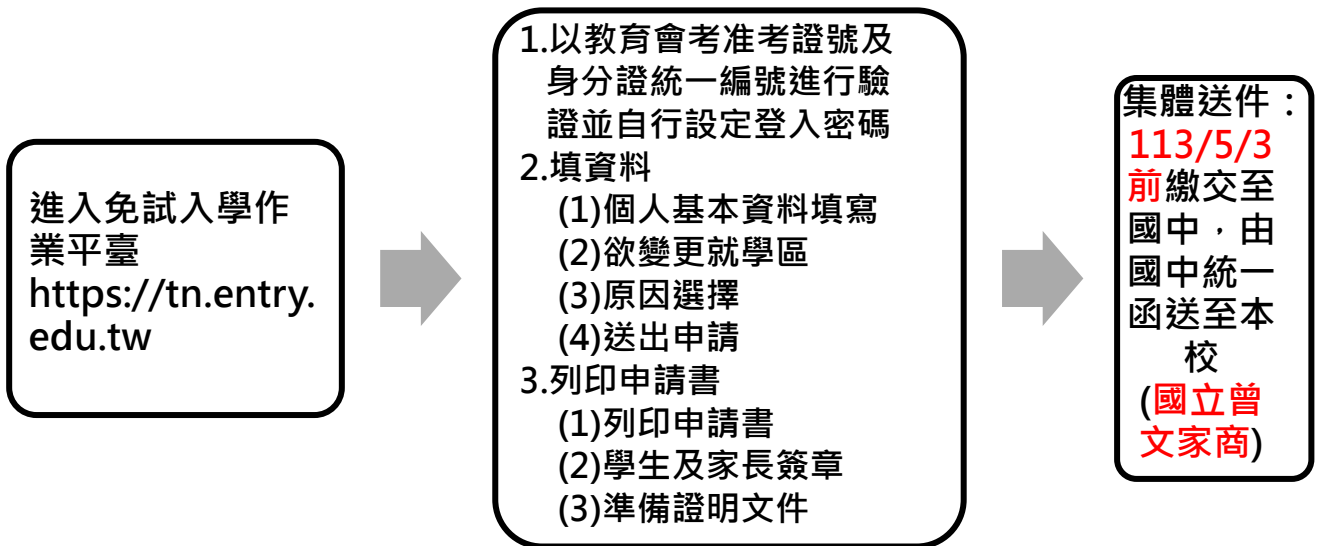 進入免試入學作
業平臺
https://tn.entry.
edu.tw
1.以教育會考准考證號及
身分證統一編號進行驗
證並自行設定登入密碼
2.填資料
(1)個人基本資料填寫
(2)欲變更就學區
(3)原因選擇
(4)送出申請
3.列印申請書
(1)列印申請書
(2)學生及家長簽章
(3)準備證明文件
集體送件：
113/5/3
前繳交至
國中，由
國中統一
函送至本
校
(國立曾
文家商)